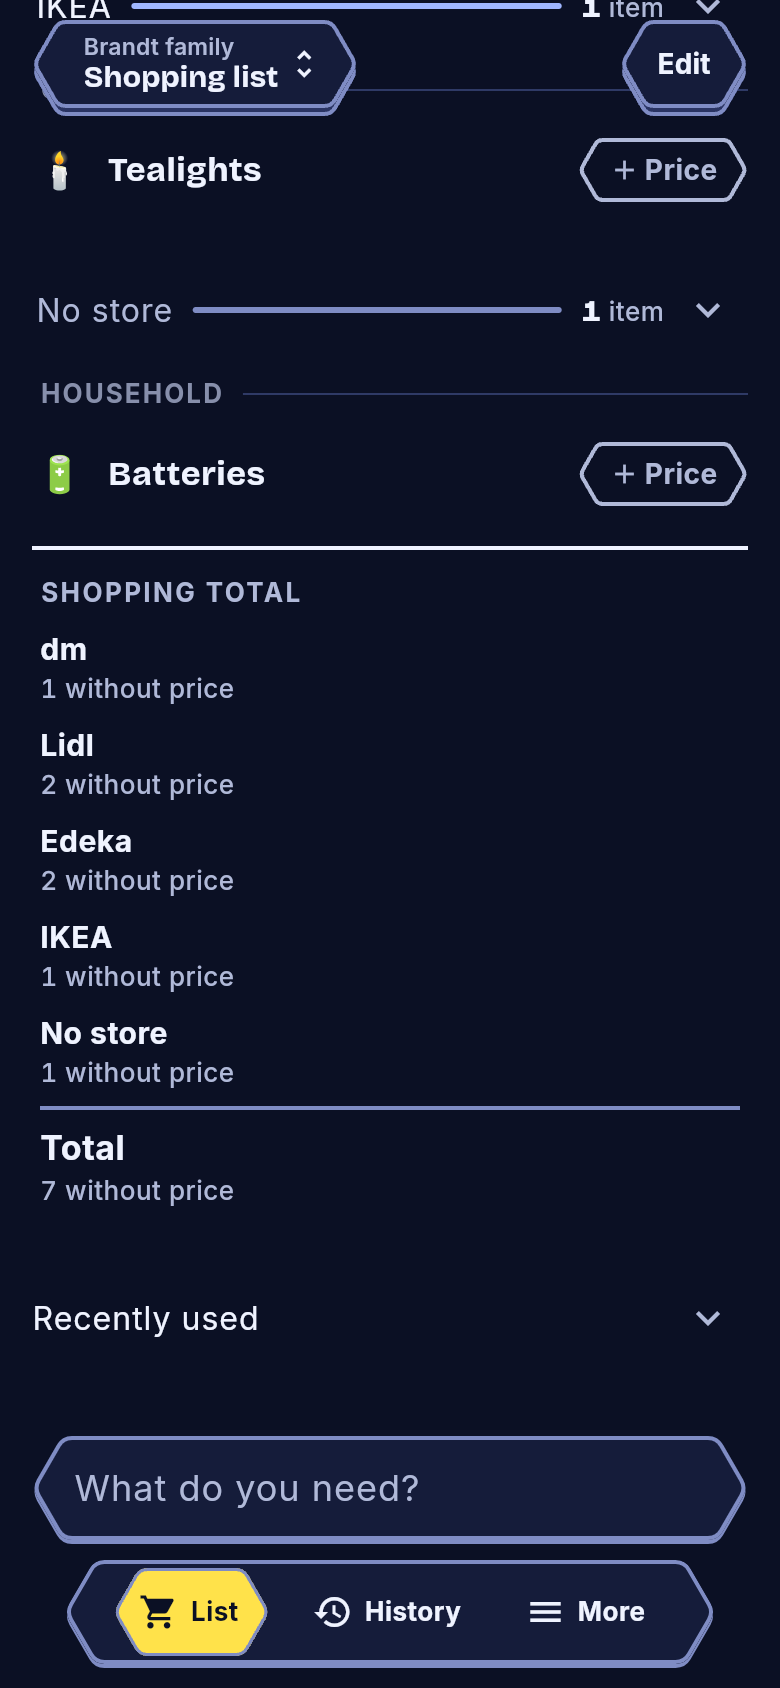 IKEA 1 item
Brandt family
Shopping list
Edit
Tealights + Price
No store 1 item
HOUSEHOLD
Batteries + Price
SHOPPING TOTAL
dm
1 without price
Lidl
2 without price
Edeka
2 without price
IKEA
1 without price
No store
1 without price
Total
7 without price
Recently used
What do you need?
List History More